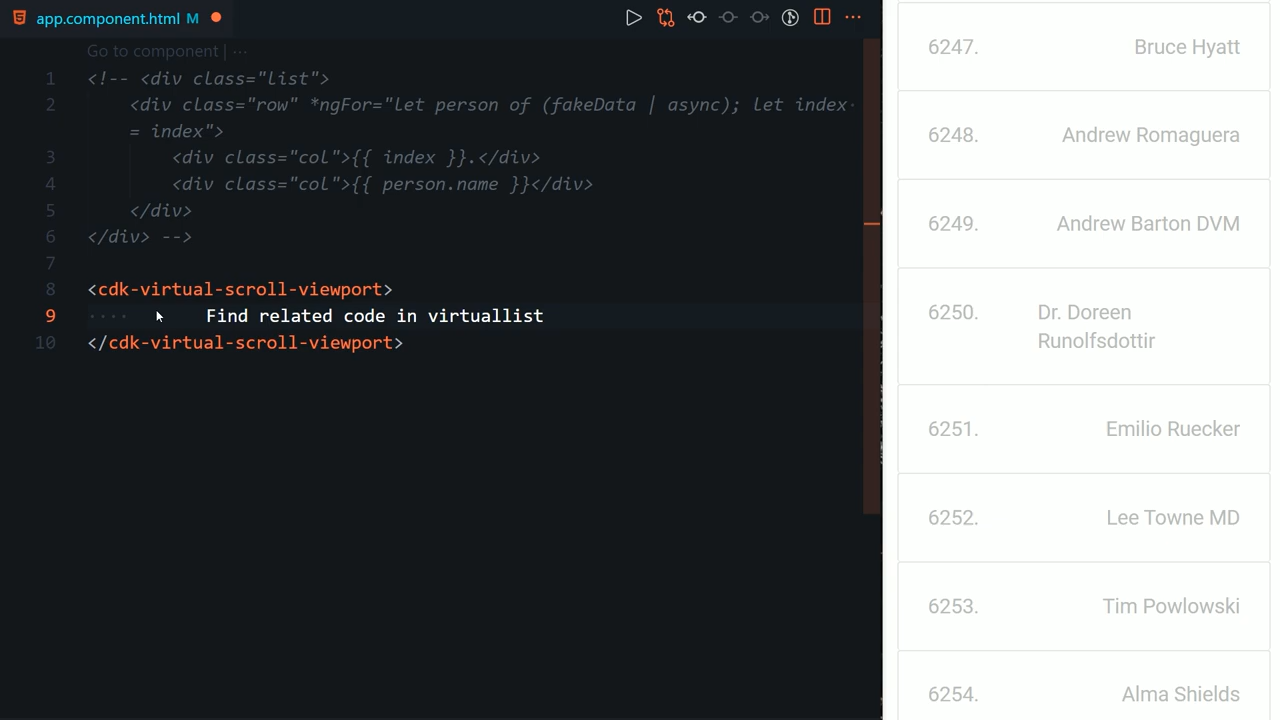 app.component.html M
Go to component | ···
1 <!-- <div class="list">
2 <div class="row" *ngFor="let person of (fakeData | async); let index
= index">
3 <div class="col">{{ index }}.</div>
4 <div class="col">{{ person.name }}</div>
5 </div>
6 </div> -->
7
8 <cdk-virtual-scroll-viewport>
9 Find related code in virtuallist
10 </cdk-virtual-scroll-viewport>
6247. Bruce Hyatt
6248. Andrew Romaguera
6249. Andrew Barton DVM
6250. Dr. Doreen
Runolfsdottir
6251. Emilio Ruecker
6252. Lee Towne MD
6253. Tim Powlowski
6254. Alma Shields